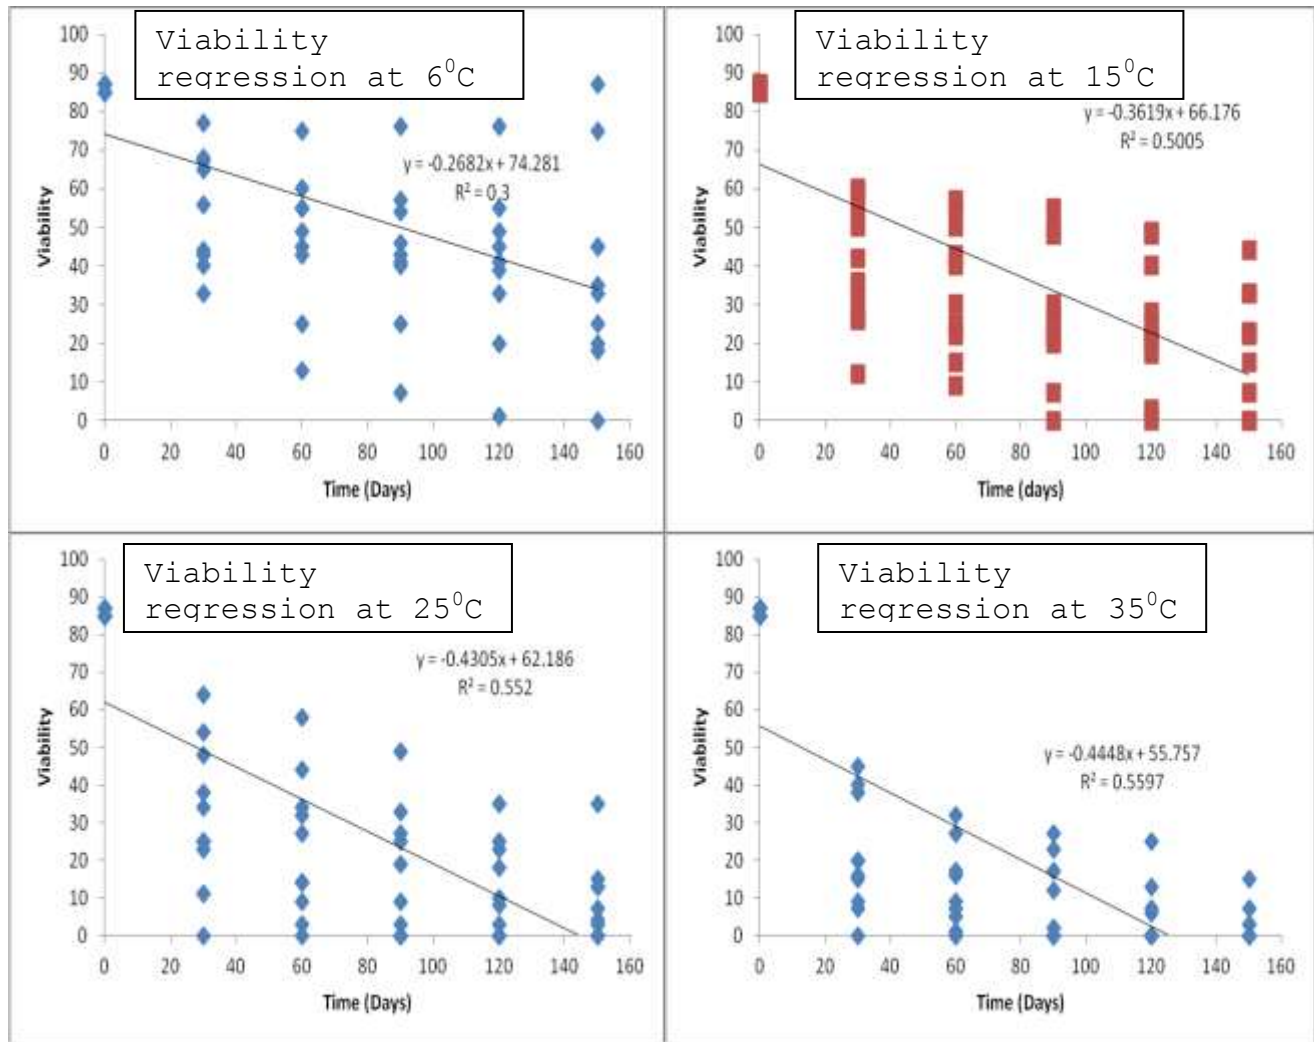 Viability
regression at 6⁰C
100
90
80
70
60
50
40
30
20
10
0
Viability
y = -0.2682x + 74.281
R² = 0.3
0 20 40 60 80 100 120 140 160
Time (Days)
Viability
regression at 15⁰C
100
90
80
70
60
50
40
30
20
10
0
Viability
y = -0.3619x + 66.176
R² = 0.5005
0 20 40 60 80 100 120 140 160
Time (days)
Viability
regression at 25⁰C
100
90
80
70
60
50
40
30
20
10
0
Viability
y = -0.4305x + 62.186
R² = 0.552
0 20 40 60 80 100 120 140 160
Time (Days)
Viability
regression at 35⁰C
100
90
80
70
60
50
40
30
20
10
0
Viability
y = -0.4448x + 55.757
R² = 0.5597
0 20 40 60 80 100 120 140 160
Time (Days)